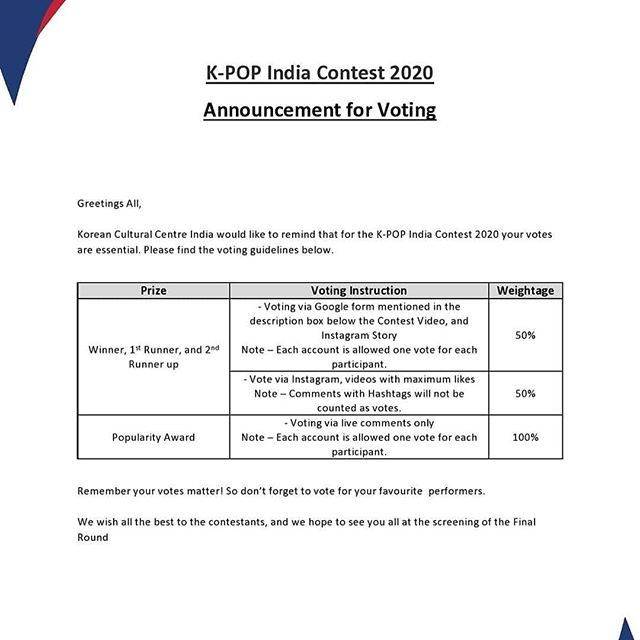 K-POP India Contest 2020
Announcement for Voting
Greetings All,
Korean Cultural Centre India would like to remind that for the K-POP India Contest 2020 your votes
are essential. Please find the voting guidelines below.
Prize Voting Instruction Weightage
Winner, 1st Runner, and 2nd
Runner up
- Voting via Google form mentioned in the
description box below the Contest Video, and
Instagram Story
Note – Each account is allowed one vote for each
participant.
50%
- Vote via Instagram, videos with maximum likes
Note – Comments with Hashtags will not be
counted as votes.
50%
Popularity Award
- Voting via live comments only
Note – Each account is allowed one vote for each
participant.
100%
Remember your votes matter! So don't forget to vote for your favourite performers.
We wish all the best to the contestants, and we hope to see you all at the screening of the Final
Round